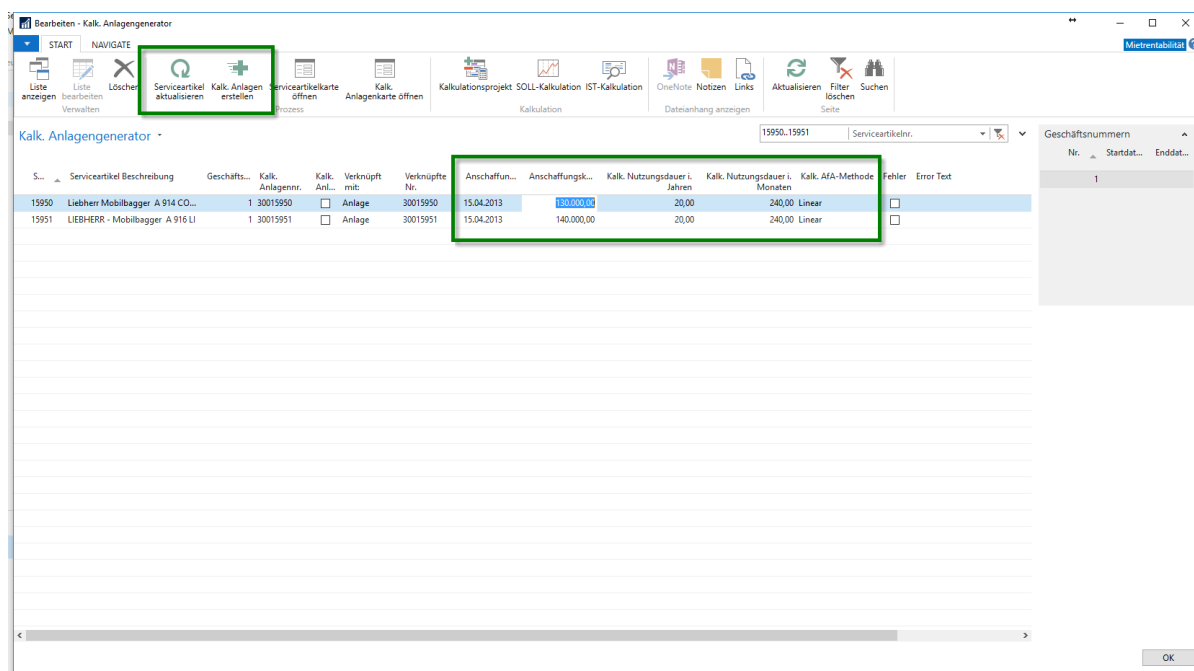 Bearbeiten - Kalk. Anlagengenerator
START NAVIGATE
Mietrentabilität
Liste anzeigen
Liste bearbeiten
Löschen
Serviceartikel aktualisieren
Kalk. Anlagen erstellen
Serviceartikelkarte öffnen
Kalk. Anlagenkarte öffnen
Kalkulationsprojekt
SOLL-Kalkulation
IST-Kalkulation
OneNote
Notizen
Links
Aktualisieren
Filter löschen
Suchen
Verwalten
Prozess
Kalkulation
Dateianhang anzeigen
Seite
Kalk. Anlagengenerator
15950..15951
Serviceartikelnr.
Geschäftsnummern
Nr. Startdat... Enddat...
1
S... Serviceartikel Beschreibung Geschäfts... Kalk. Anlagennr. Kalk. Anl... Verknüpft mit: Verknüpfte Nr. Anschaffun... Anschaffungsk... Kalk. Nutzungsdauer i. Jahren Kalk. Nutzungsdauer i. Monaten Kalk. AfA-Methode Fehler Error Text
15950 Liebherr Mobilbagger A 914 CO... 1 30015950 Anlage 30015950 15.04.2013 130.000,00 20,00 240,00 Linear
15951 LIEBHERR - Mobilbagger A 916 LI 1 30015951 Anlage 30015951 15.04.2013 140.000,00 20,00 240,00 Linear
OK